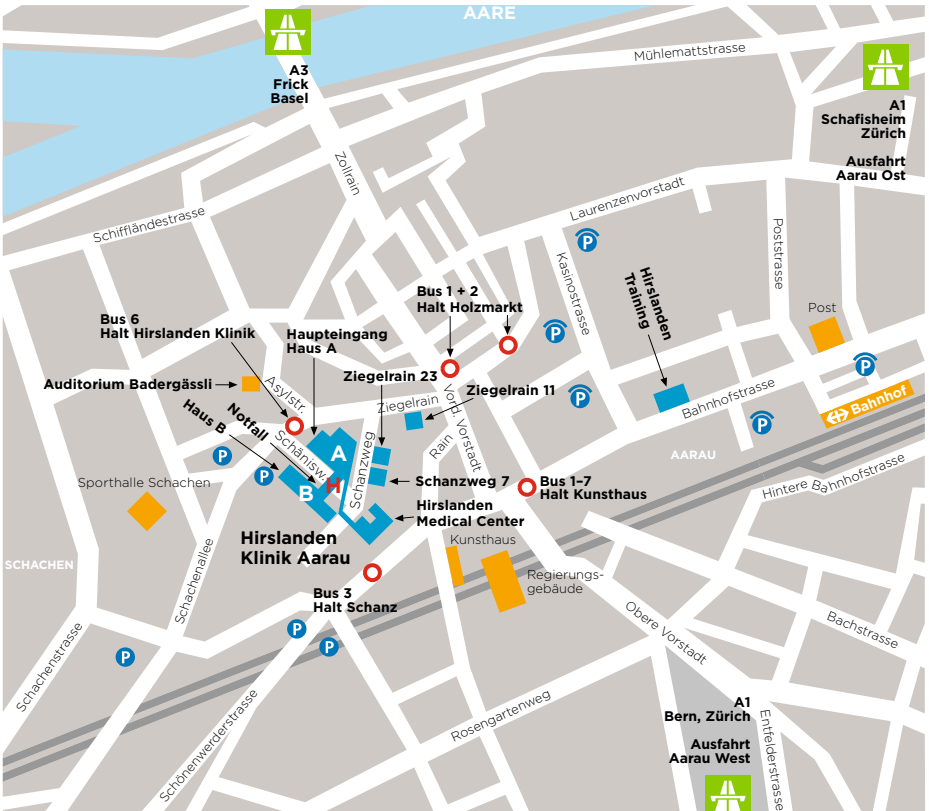 AARE
Mühlemattstrasse
A3
Frick
Basel
A1
Schafisheim
Zürich
Ausfahrt
Aarau Ost
Zollrain
Laurenzenvorstadt
Schiffländestrasse
P
Poststrasse
Kasinostrasse
Hirslanden
Training
Bus 1 + 2
Halt Holzmarkt
Post
Bus 6
Halt Hirslanden Klinik
Haupteingang
Haus A
P
P
Ziegelrain 23
Auditorium Badergässli
Asylstr.
Ziegelrain
Vord. Vorstadt
Ziegelrain 11
P
Bahnhofstrasse
Bahnhof
P
Haus B
Notfall
Schänisw.
A
Schanzweg
Rain
AARAU
P
P
H
B
Sporthalle Schachen
Schanzweg 7
Bus 1–7
Halt Kunsthaus
Hintere Bahnhofstrasse
Hirslanden
Medical Center
Hirslanden
Klinik Aarau
Kunsthaus
SCHACHEN
Schachenallee
Regierungs-
gebäude
Bus 3
Halt Schanz
Obere Vorstadt
Bachstrasse
P
P
P
Schachenstrasse
Schönenwerderstrasse
Rosengartenweg
A1
Bern, Zürich
Ausfahrt
Aarau West
Entfelderstrasse